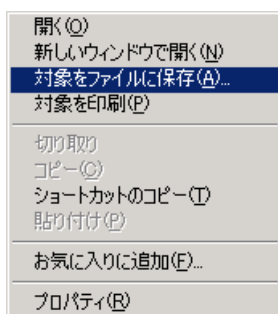 開く(O)
新しいウィンドウで開く(N)
対象をファイルに保存(A)...
対象を印刷(P)
切り取り
コピー(C)
ショートカットのコピー(T)
貼り付け(P)
お気に入りに追加(F)...
プロパティ(R)